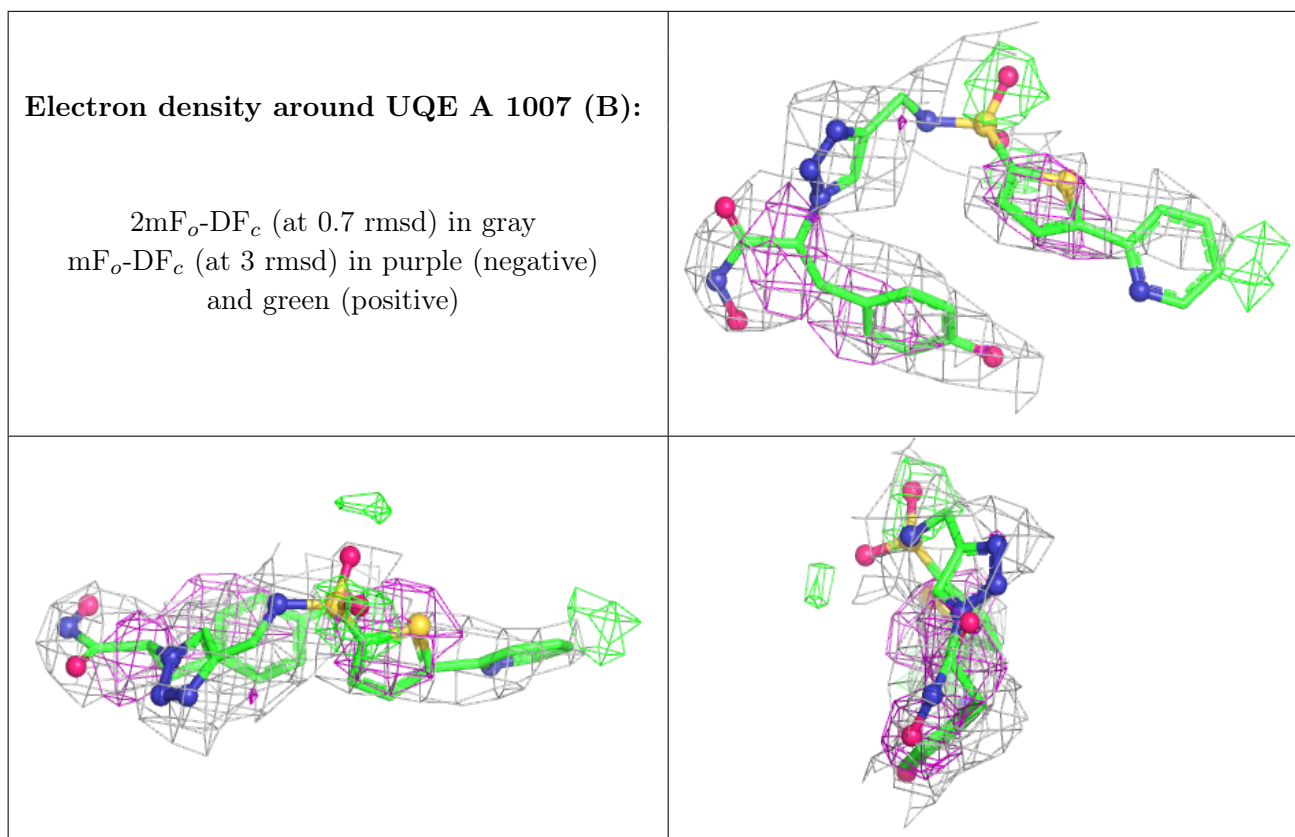 Electron density around UQE A 1007 (B):
2mFₒ-DF𝒸 (at 0.7 rmsd) in gray
mFₒ-DF𝒸 (at 3 rmsd) in purple (negative)
and green (positive)